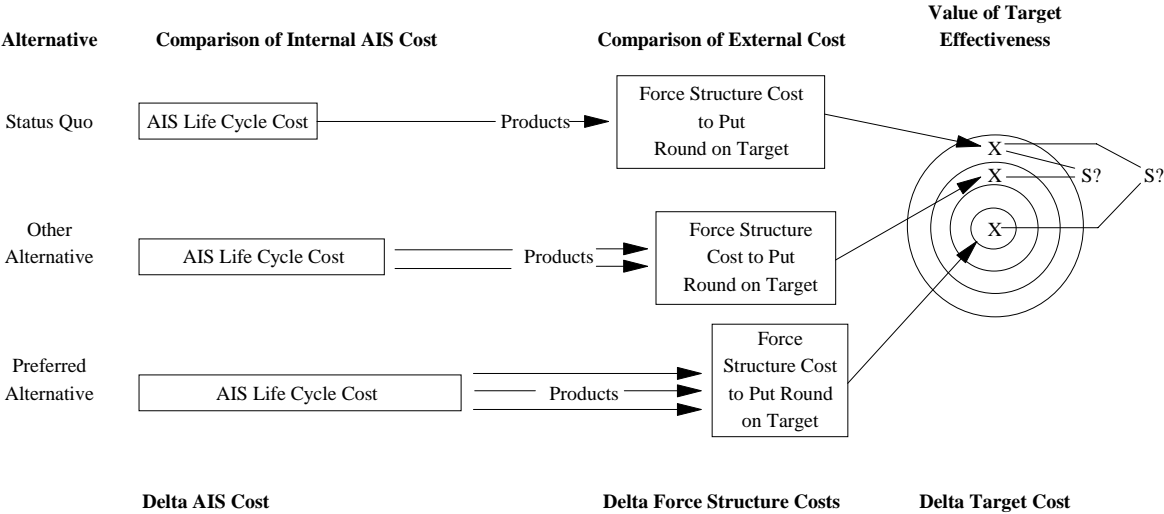 Value of Target
Alternative Comparison of Internal AIS Cost Comparison of External Cost Effectiveness
Status Quo
AIS Life Cycle Cost
Products
Force Structure Cost
to Put
Round on Target
X
X
X
S?
S?
Other
Alternative
AIS Life Cycle Cost
Products
Force Structure
Cost to Put
Round on Target
Preferred
Alternative
AIS Life Cycle Cost
Products
Force
Structure Cost
to Put Round
on Target
Delta AIS Cost Delta Force Structure Costs Delta Target Cost